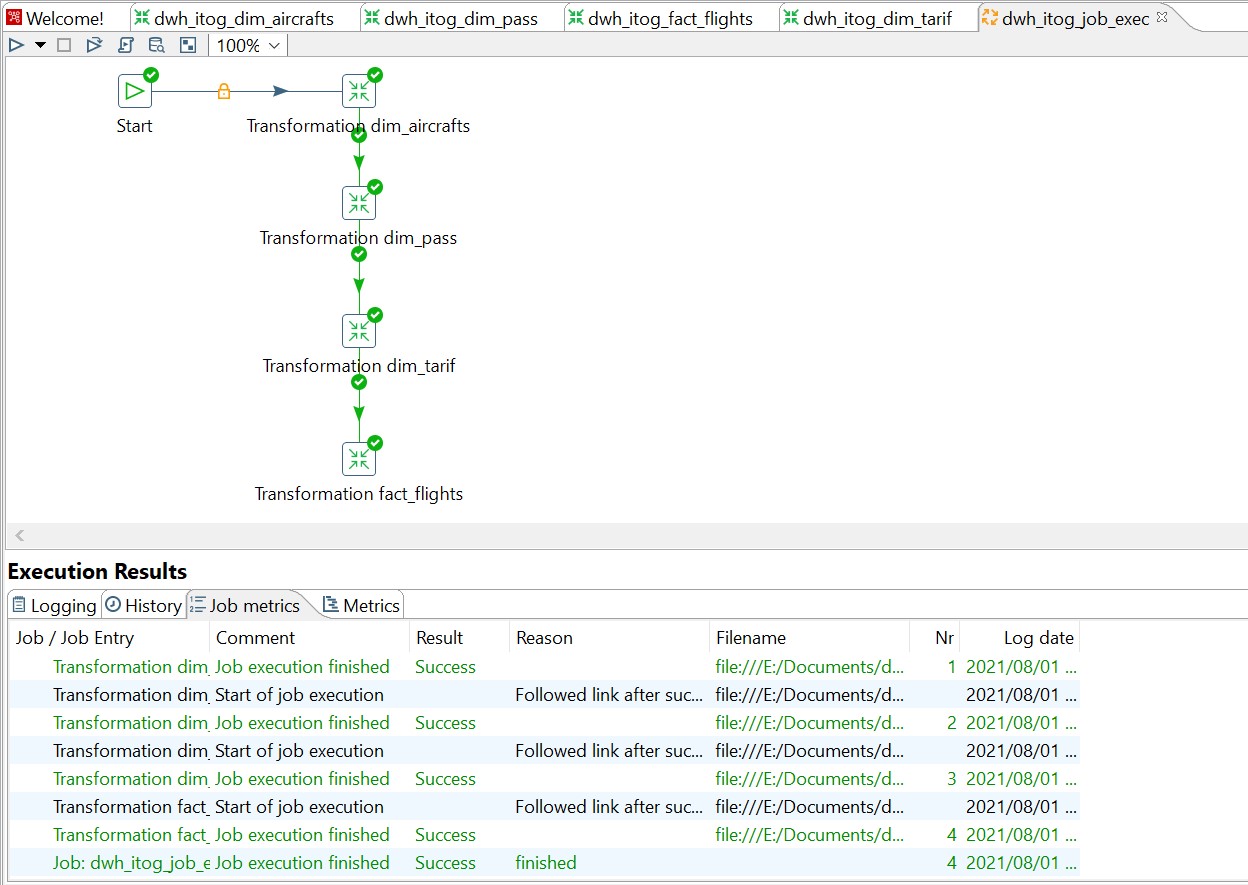 Welcome! dwh_itog_dim_aircrafts dwh_itog_dim_pass dwh_itog_fact_flights dwh_itog_dim_tarif dwh_itog_job_exec
100%
Start
Transformation dim_aircrafts
Transformation dim_pass
Transformation dim_tarif
Transformation fact_flights
Execution Results
Logging History Job metrics Metrics
Job / Job Entry Comment Result Reason Filename Nr Log date
Transformation dim_ Job execution finished Success file:///E:/Documents/d... 1 2021/08/01 ...
Transformation dim_ Start of job execution Followed link after suc... file:///E:/Documents/d... 2021/08/01 ...
Transformation dim_ Job execution finished Success file:///E:/Documents/d... 2 2021/08/01 ...
Transformation dim_ Start of job execution Followed link after suc... file:///E:/Documents/d... 2021/08/01 ...
Transformation dim_ Job execution finished Success file:///E:/Documents/d... 3 2021/08/01 ...
Transformation fact_ Start of job execution Followed link after suc... file:///E:/Documents/d... 2021/08/01 ...
Transformation fact_ Job execution finished Success file:///E:/Documents/d... 4 2021/08/01 ...
Job: dwh_itog_job_e Job execution finished Success finished 4 2021/08/01 ...